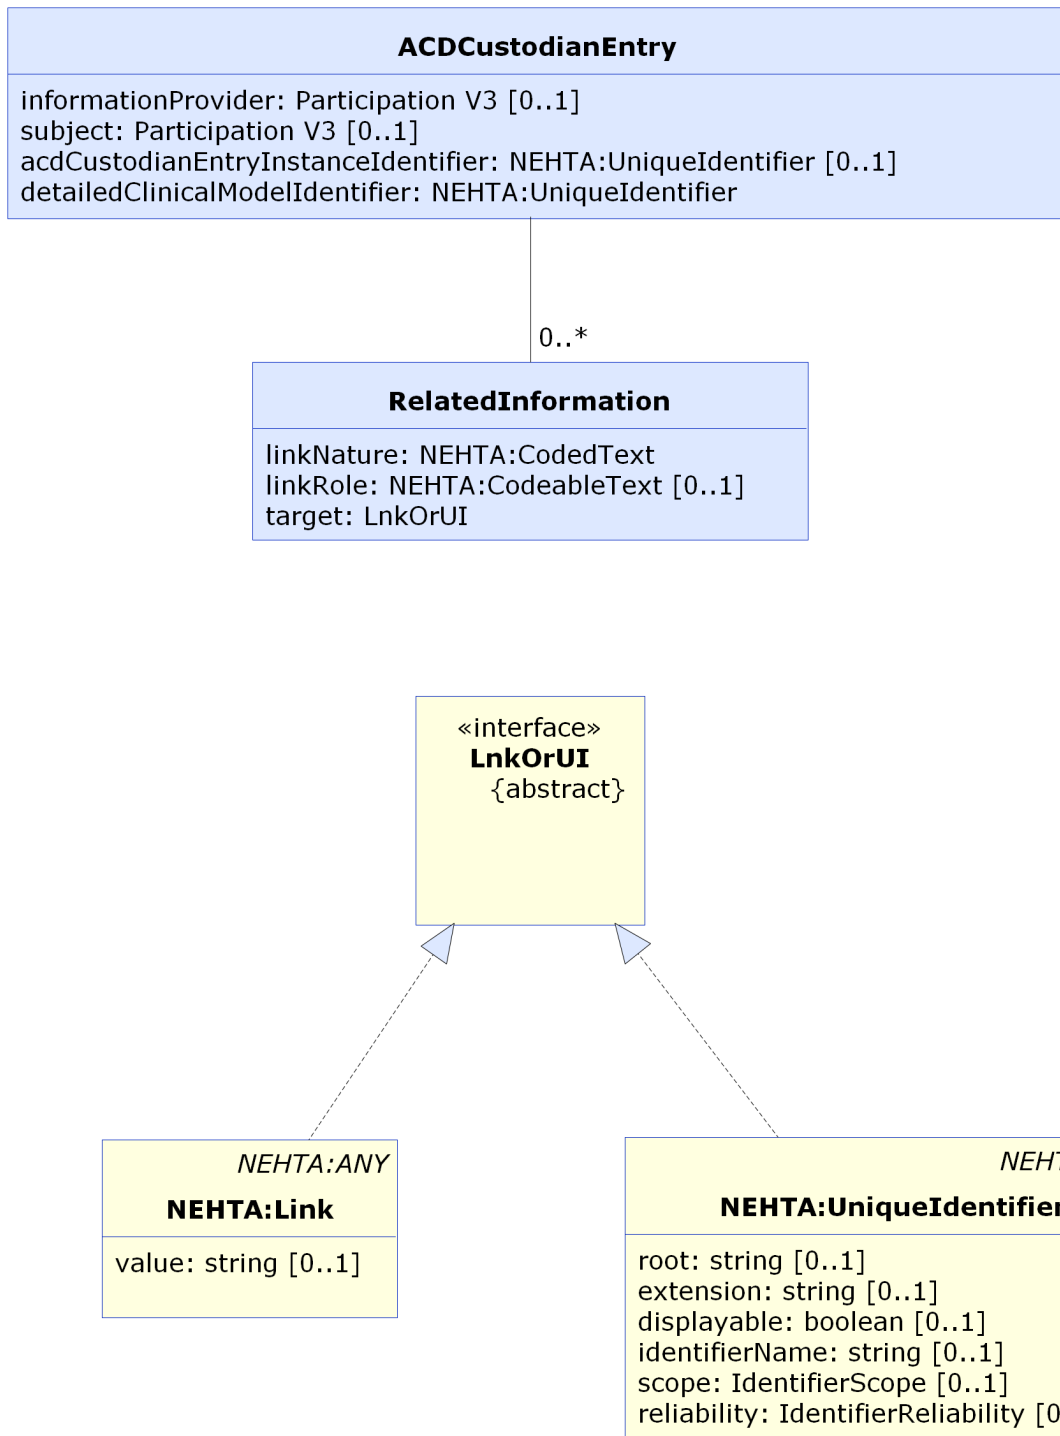 ACDCustodianEntry
informationProvider: Participation V3 [0..1]
subject: Participation V3 [0..1]
acdCustodianEntryInstanceIdentifier: NEHTA:UniqueIdentifier [0..1]
detailedClinicalModelIdentifier: NEHTA:UniqueIdentifier
0..*
RelatedInformation
linkNature: NEHTA:CodedText
linkRole: NEHTA:CodeableText [0..1]
target: LnkOrUI
«interface»
LnkOrUI
{abstract}
NEHTA:ANY
NEHTA:Link
value: string [0..1]
NEHT
NEHTA:UniqueIdentifier
root: string [0..1]
extension: string [0..1]
displayable: boolean [0..1]
identifierName: string [0..1]
scope: IdentifierScope [0..1]
reliability: IdentifierReliability [0